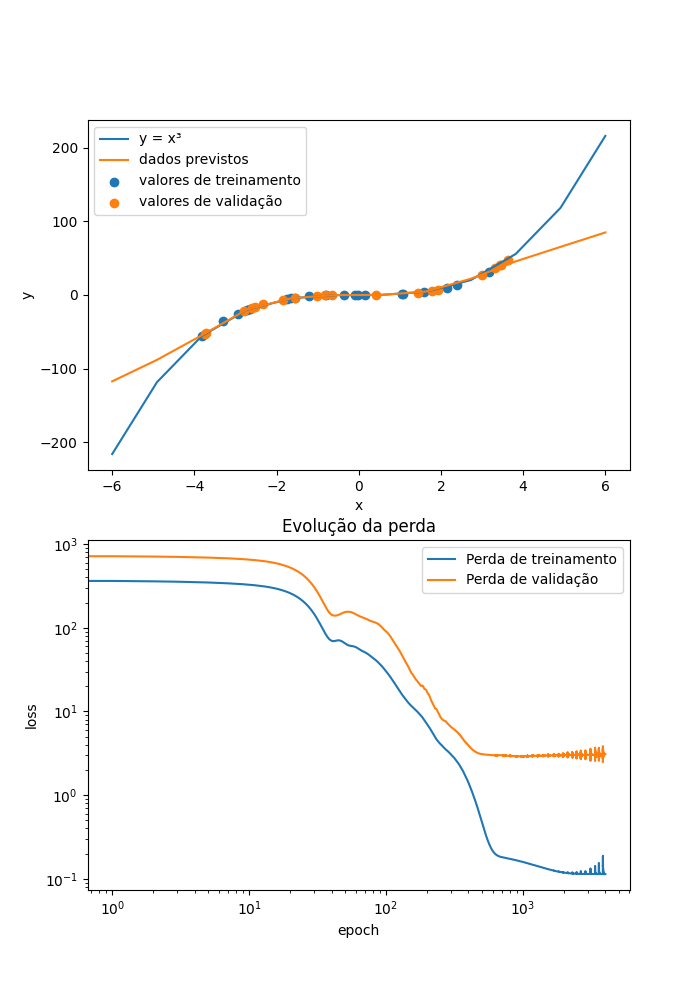 y = x³
dados previstos
valores de treinamento
valores de validação
200
100
0
−100
−200
y
−6
−4
−2
0
2
4
6
x
Evolução da perda
Perda de treinamento
Perda de validação
10³
10²
10¹
10⁰
10⁻¹
loss
10⁰
10¹
10²
10³
epoch